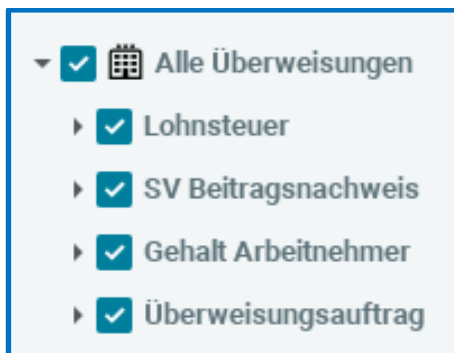 Alle Überweisungen
Lohnsteuer
SV Beitragsnachweis
Gehalt Arbeitnehmer
Überweisungsauftrag